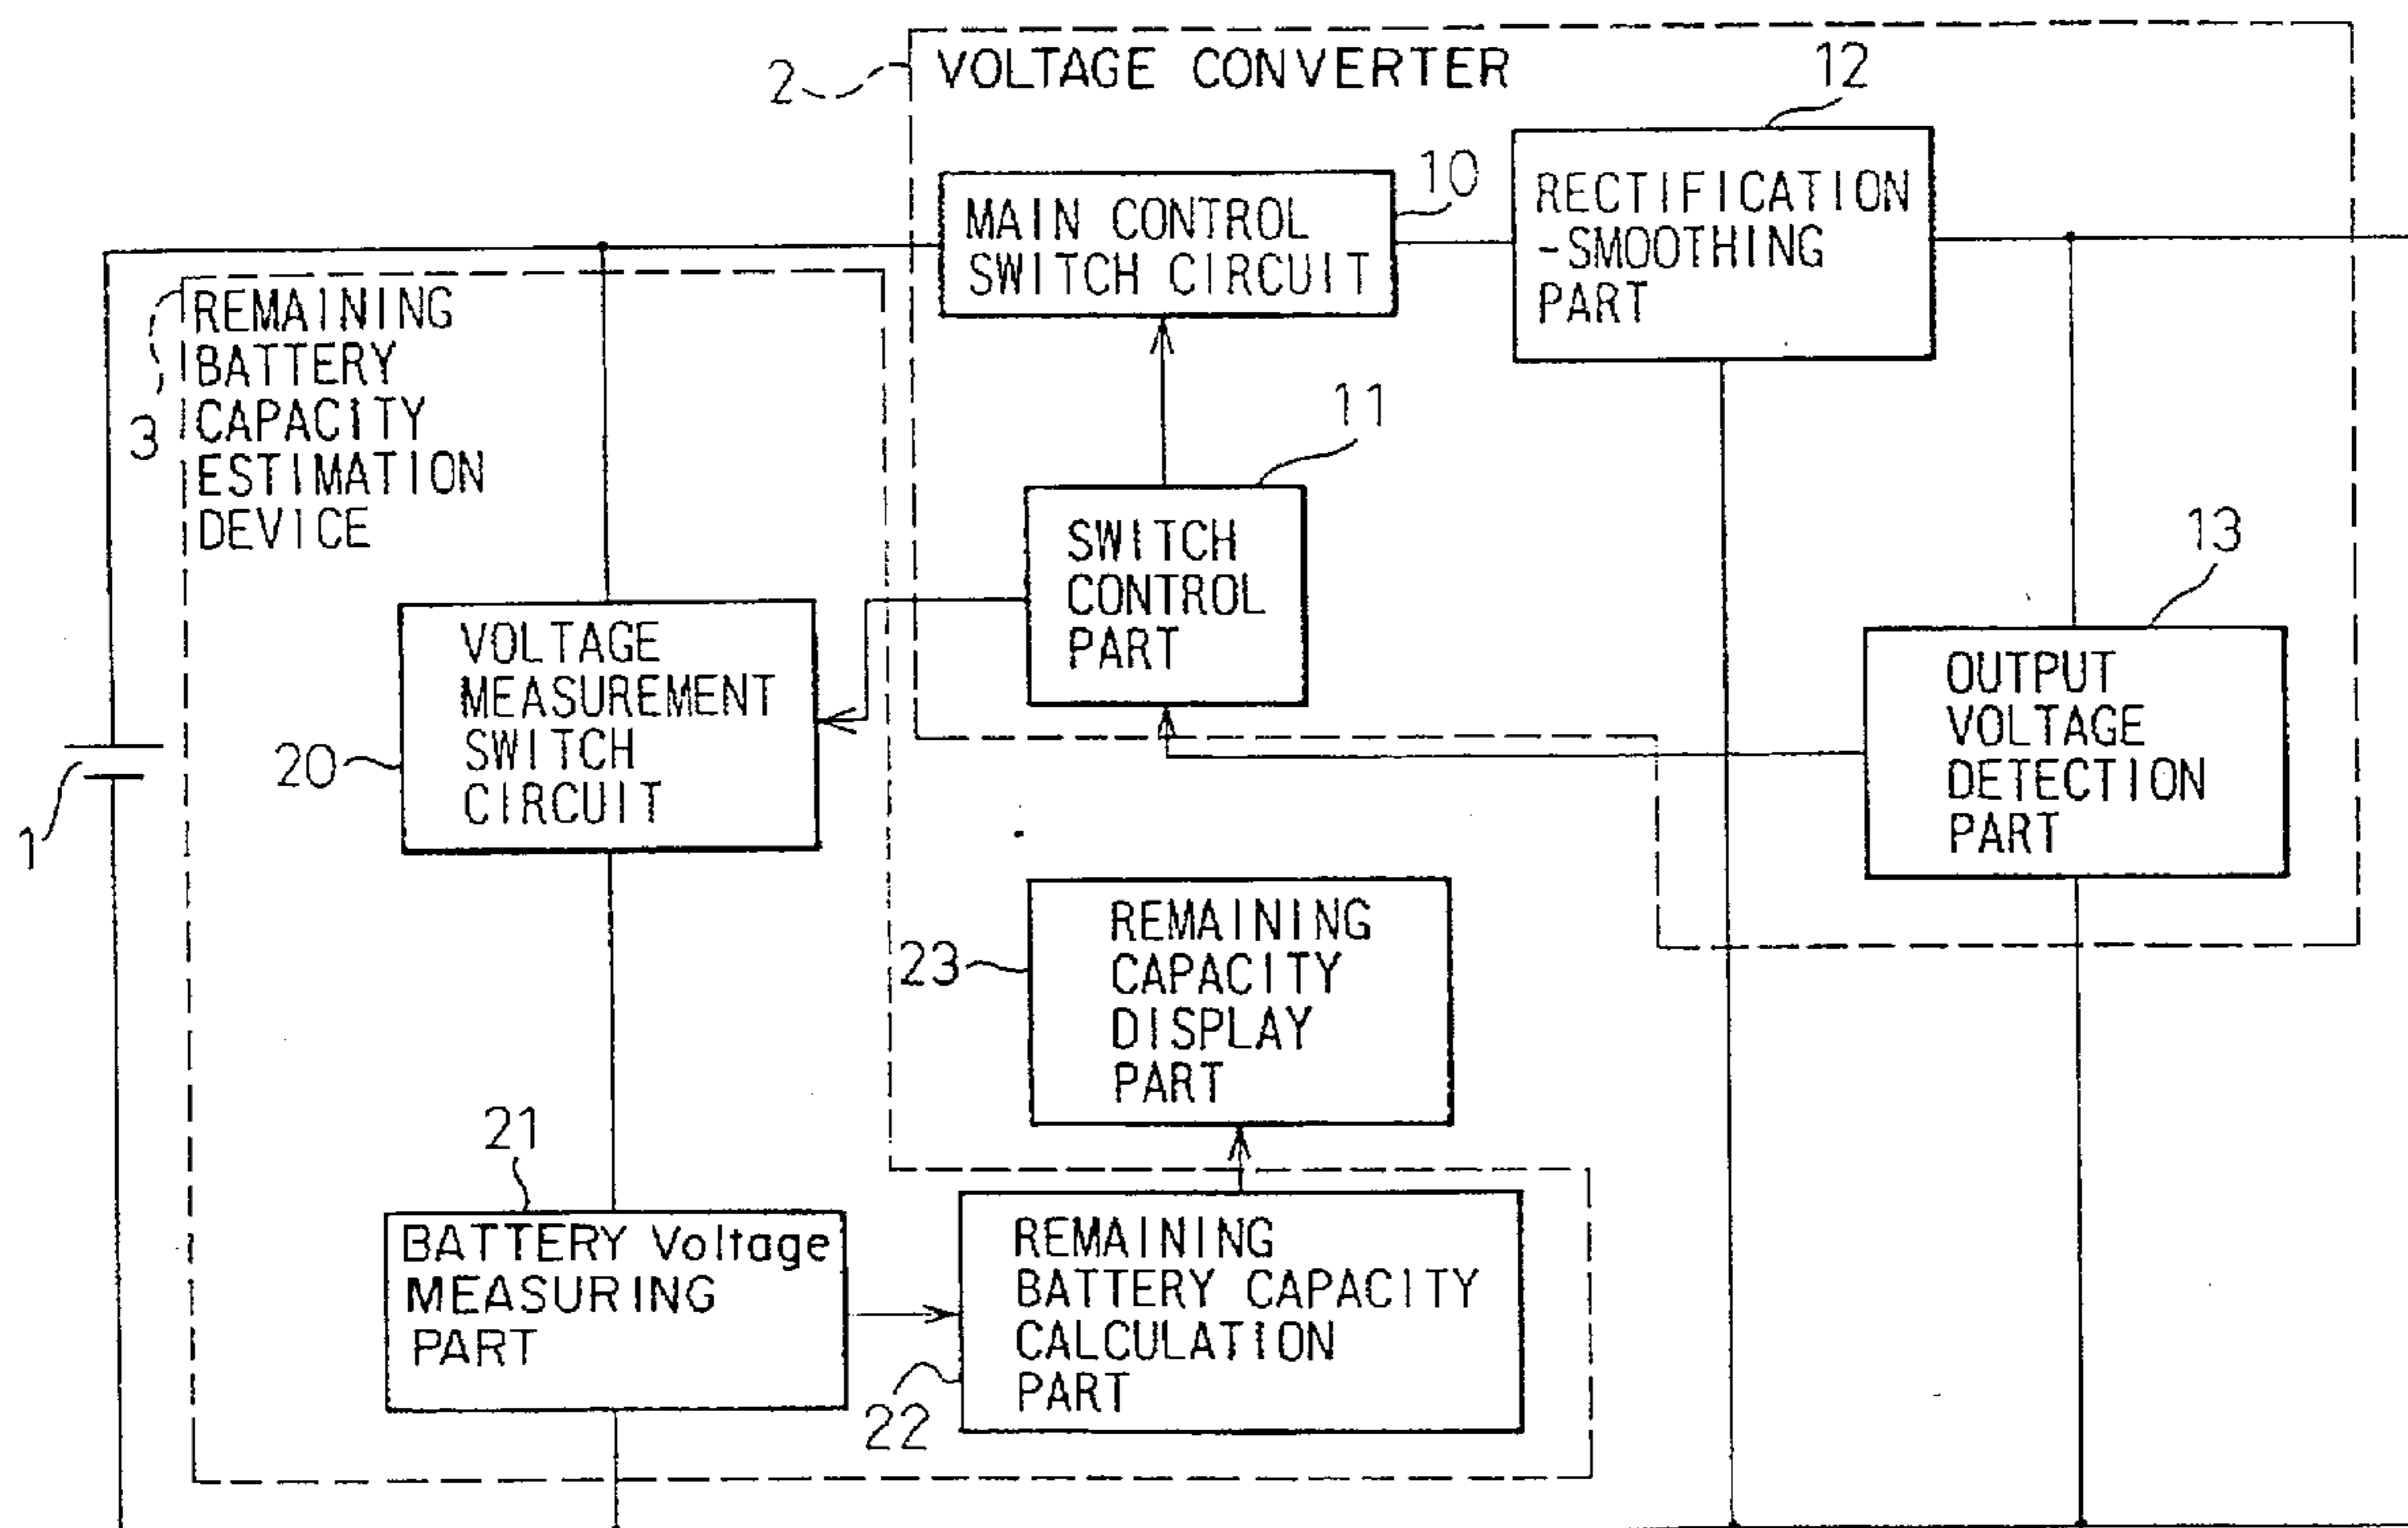 2
VOLTAGE CONVERTER
12
10
MAIN CONTROL
SWITCH CIRCUIT
RECTIFICATION
-SMOOTHING
PART
3
REMAINING
BATTERY
CAPACITY
ESTIMATION
DEVICE
11
SWITCH
CONTROL
PART
13
OUTPUT
VOLTAGE
DETECTION
PART
20
VOLTAGE
MEASUREMENT
SWITCH
CIRCUIT
1
23
REMAINING
CAPACITY
DISPLAY
PART
21
BATTERY Voltage
MEASURING
PART
22
REMAINING
BATTERY CAPACITY
CALCULATION
PART